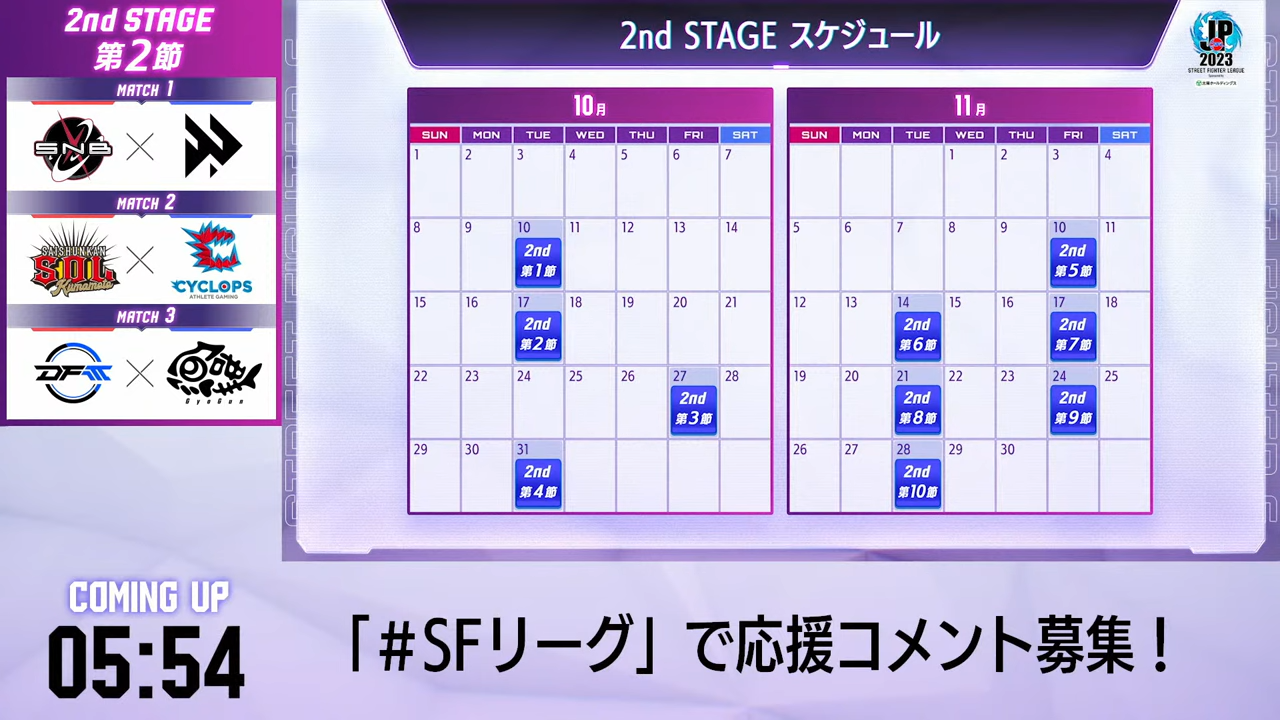 2nd STAGE
第2節
MATCH 1
SNB
MATCH 2
SAISHUNKAN
SOL
Kumamoto
CYCLOPS
ATHLETE GAMING
MATCH 3
DFM
GyoGun
2nd STAGE スケジュール
JP
2023
STREET FIGHTER LEAGUE
10月
SUN MON TUE WED THU FRI SAT
1 2 3 4 5 6 7
8 9 10 11 12 13 14
2nd
第1節
15 16 17 18 19 20 21
2nd
第2節
22 23 24 25 26 27 28
2nd
第3節
29 30 31
2nd
第4節
11月
SUN MON TUE WED THU FRI SAT
1 2 3 4
5 6 7 8 9 10 11
2nd
第5節
12 13 14 15 16 17 18
2nd 2nd
第6節 第7節
19 20 21 22 23 24 25
2nd 2nd
第8節 第9節
26 27 28 29 30
2nd
第10節
COMING UP
05:54
「#SFリーグ」で応援コメント募集!